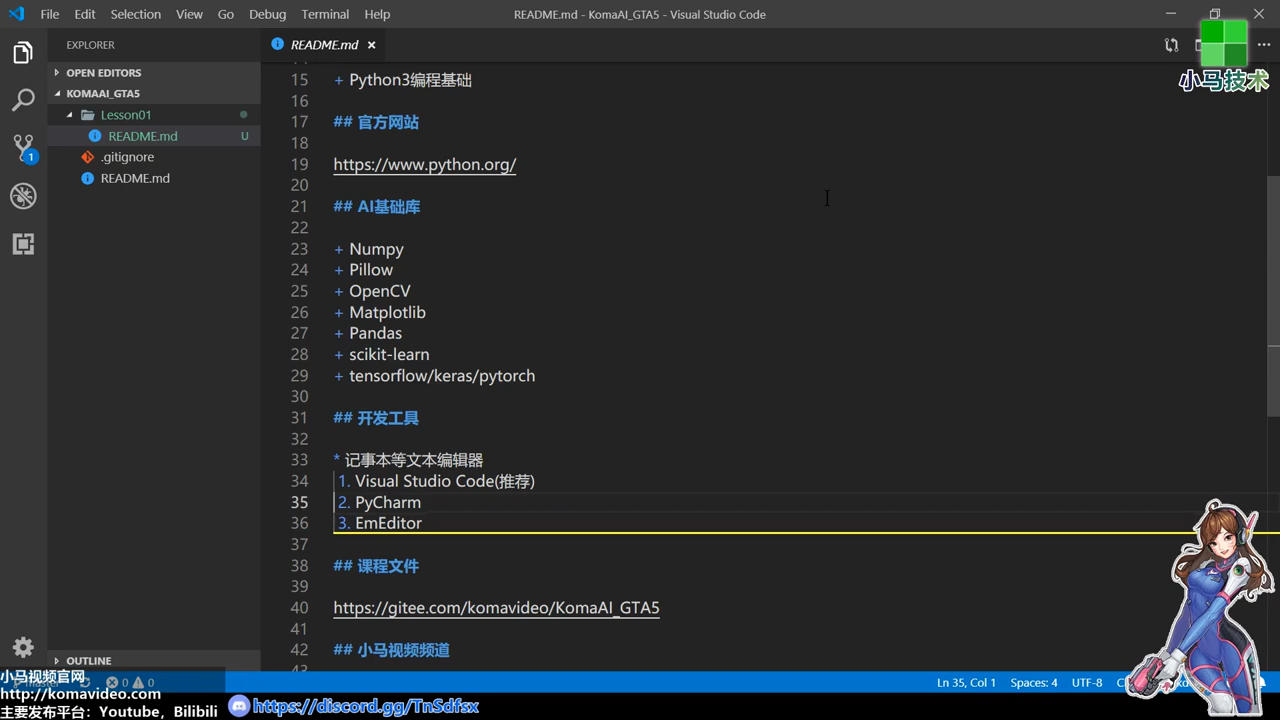 File Edit Selection View Go Debug Terminal Help
README.md - KomaAI_GTA5 - Visual Studio Code
EXPLORER
README.md
小马技术
OPEN EDITORS
KOMAAI_GTA5
Lesson01
README.md U
.gitignore
README.md
1
15 + Python3编程基础
16
17 ## 官方网站
18
19 https://www.python.org/
20
21 ## AI基础库
22
23 + Numpy
24 + Pillow
25 + OpenCV
26 + Matplotlib
27 + Pandas
28 + scikit-learn
29 + tensorflow/keras/pytorch
30
31 ## 开发工具
32
33 * 记事本等文本编辑器
34 1. Visual Studio Code(推荐)
35 2. PyCharm
36 3. EmEditor
37
38 ## 课程文件
39
40 https://gitee.com/komavideo/KomaAI_GTA5
41
42 ## 小马视频频道
OUTLINE
小马视频官网
http://komavideo.com
主要发布平台：Youtube，Bilibili
0 0
https://discord.gg/TnSdfsx
Ln 35, Col 1 Spaces: 4 UTF-8